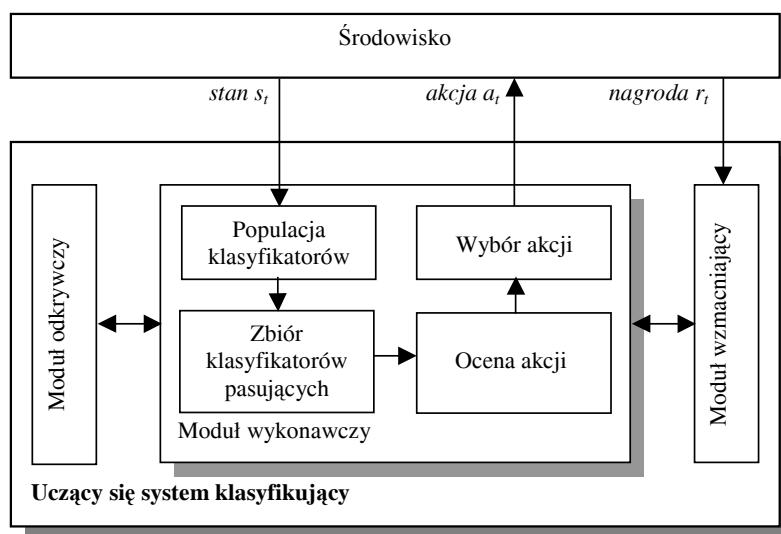 Środowisko
stan s_t
akcja a_t
nagroda r_t
Moduł odkrywczy
Populacja
klasyfikatorów
Zbiór
klasyfikatorów
pasujących
Moduł wykonawczy
Wybór akcji
Ocena akcji
Moduł wzmacniający
Uczący się system klasyfikujący